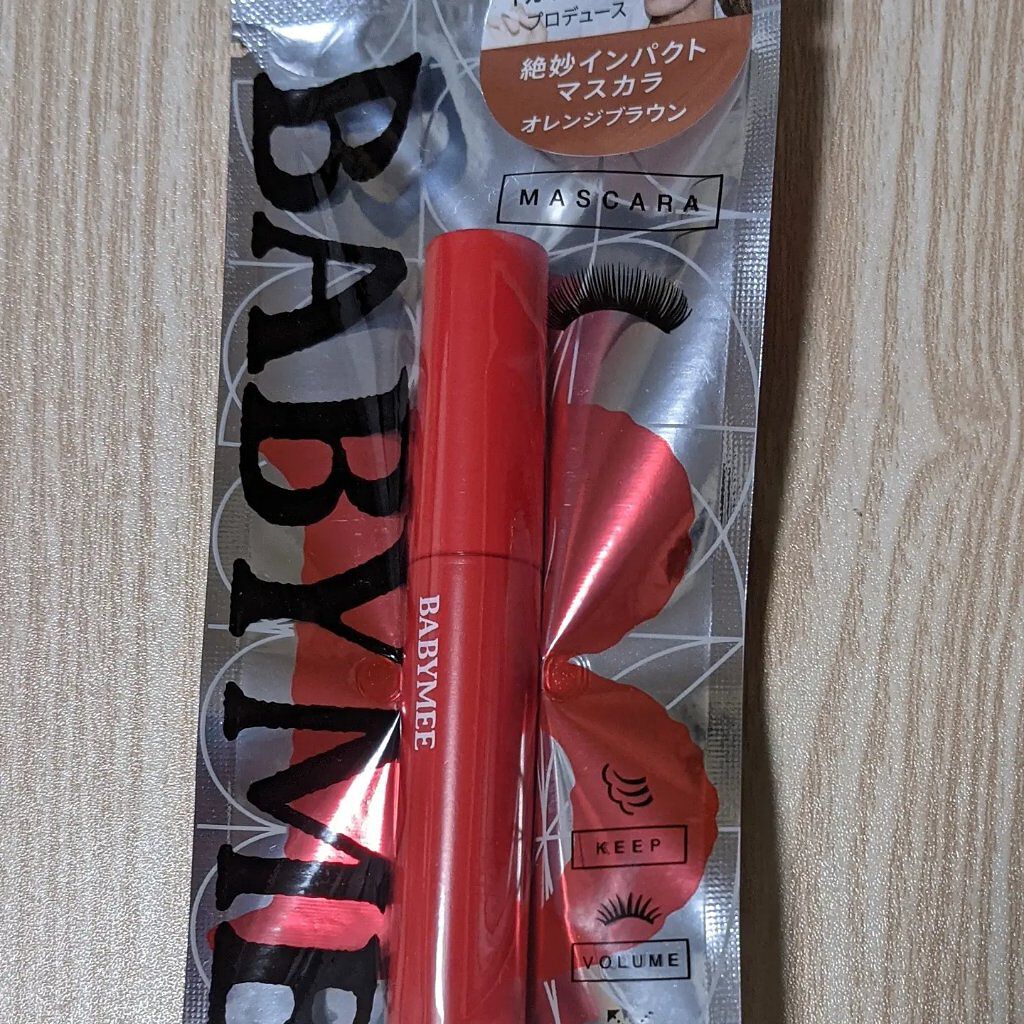 プロデュース
絶妙インパクト
マスカラ
オレンジブラウン
MASCARA
BABYMEE
BABYMEE
KEEP
VOLUME